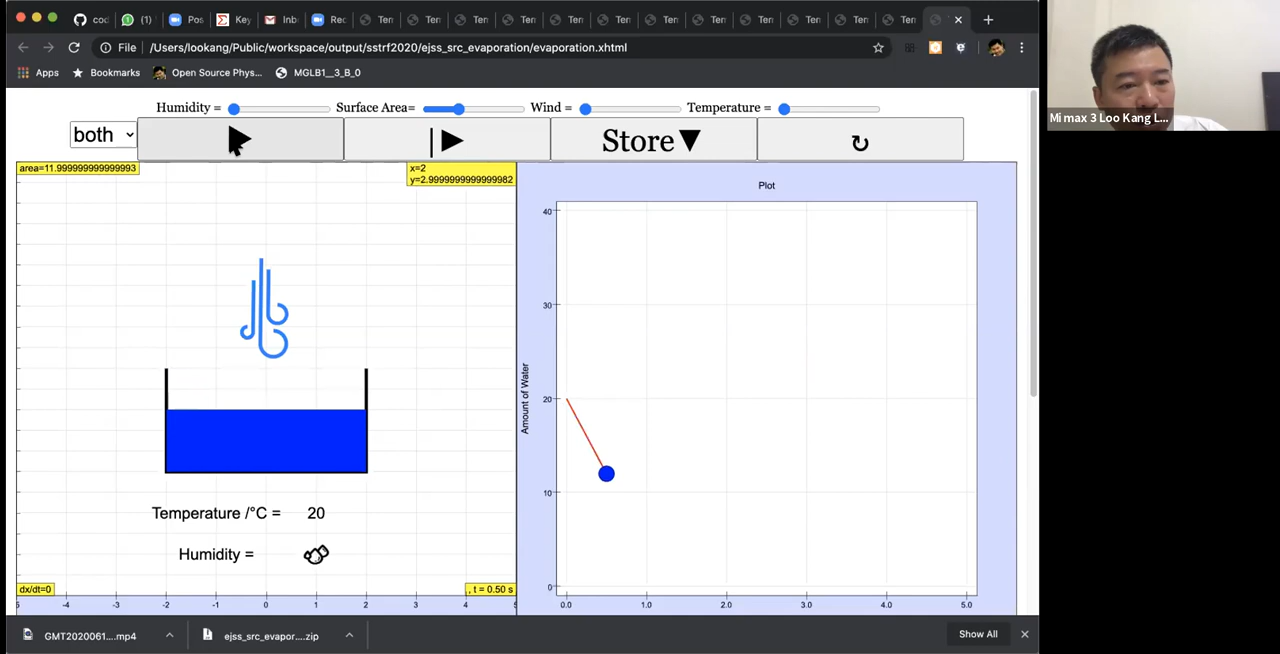 cod
(1)
Pos
Key
Inb
Rec
Ten
Ten
Ten
Ten
Ten
Ten
Ten
Ten
Ten
Ten
Ten
Ten
Te
File
/Users/lookang/Public/workspace/output/sstrf2020/ejss_src_evaporation/evaporation.xhtml
Apps
Bookmarks
Open Source Phys...
MGLB1__3_B_0
Mi max 3 Loo Kang L...
Humidity =
Surface Area=
Wind =
Temperature =
both
Store▼
area=11.999999999999993
x=2
y=2.9999999999999982
Plot
40
30
20
10
0
Amount of Water
Temperature /°C = 20
Humidity =
dx/dt=0
, t = 0.50 s
5 -4 -3 -2 -1 0 1 2 3 4 5
0.0 1.0 2.0 3.0 4.0 5.0
GMT2020061....mp4
ejss_src_evapor....zip
Show All